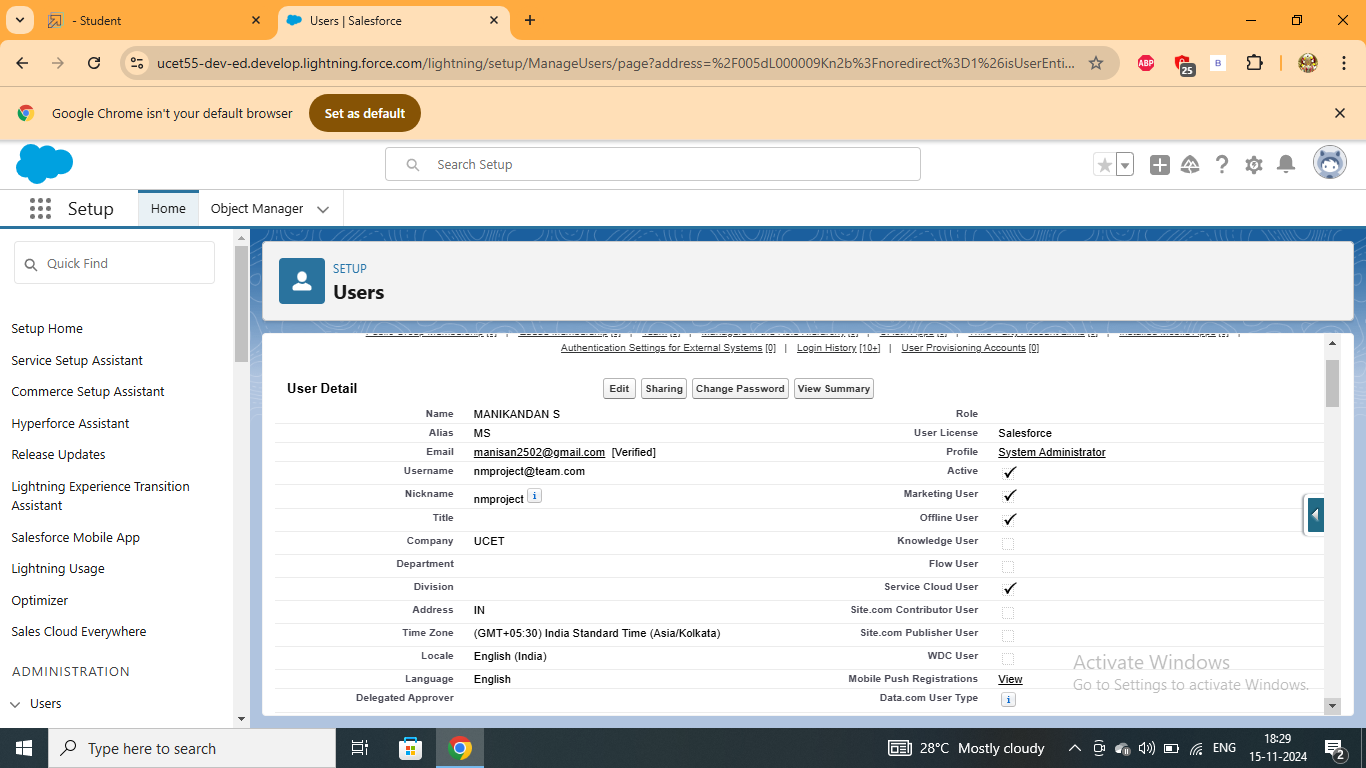 - Student
Users | Salesforce
ucet55-dev-ed.develop.lightning.force.com/lightning/setup/ManageUsers/page?address=%2F005dL000009Kn2b%3Fnoredirect%3D1%26isUserEnti...
ABP
25
B
Google Chrome isn't your default browser
Set as default
Search Setup
Setup
Home
Object Manager
Quick Find
Setup Home
Service Setup Assistant
Commerce Setup Assistant
Hyperforce Assistant
Release Updates
Lightning Experience Transition
Assistant
Salesforce Mobile App
Lightning Usage
Optimizer
Sales Cloud Everywhere
ADMINISTRATION
Users
SETUP
Users
Authentication Settings for External Systems [0] | Login History [10+] | User Provisioning Accounts [0]
User Detail
Edit Sharing Change Password View Summary
Name MANIKANDAN S Role
Alias MS User License Salesforce
Email manisan2502@gmail.com [Verified] Profile System Administrator
Username nmproject@team.com Active
Nickname nmproject i Marketing User
Title Offline User
Company UCET Knowledge User
Department Flow User
Division Service Cloud User
Address IN Site.com Contributor User
Time Zone (GMT+05:30) India Standard Time (Asia/Kolkata) Site.com Publisher User
Locale English (India) WDC User
Language English Mobile Push Registrations View
Delegated Approver Data.com User Type i
Activate Windows
Go to Settings to activate Windows.
Type here to search
28°C Mostly cloudy
ENG
18:29
15-11-2024
2